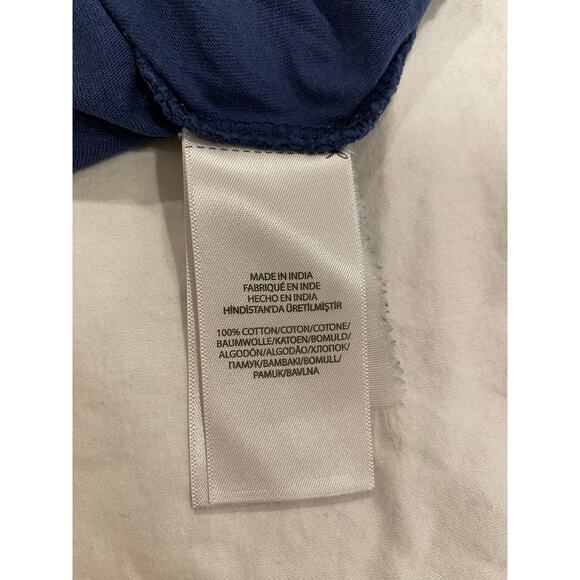 MADE IN INDIA
FABRIQUÉ EN INDE
HECHO EN INDIA
HİNDİSTAN'DA ÜRETİLMİŞTİR
100% COTTON/COTON/COTONE/
BAUMWOLLE/KATOEN/BOMULD/
ALGODÓN/ALGODÃO/ХЛОПОК/
ПАМУК/ΒΑΜΒΑΚΙ/BOMULL/
PAMUK/BAVLNA